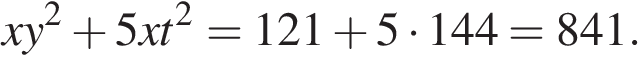 xy² + 5xt² = 121 + 5 · 144 = 841.